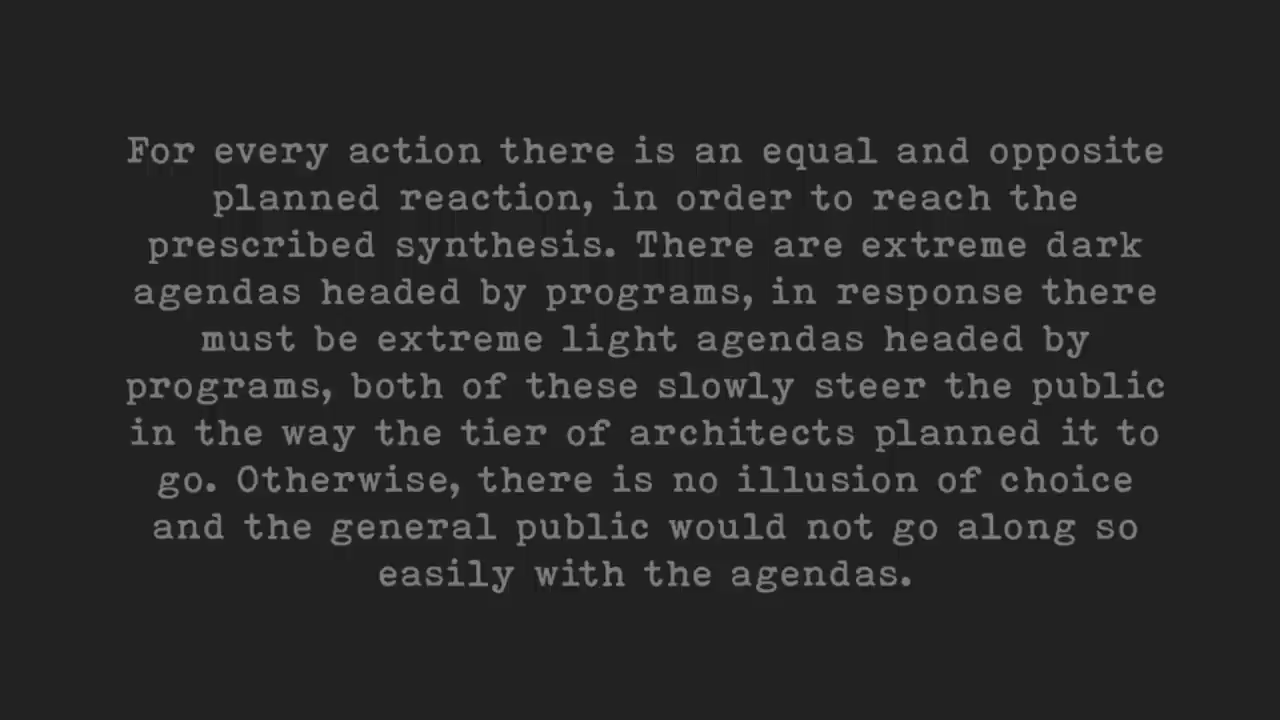 For every action there is an equal and opposite
planned reaction, in order to reach the
prescribed synthesis. There are extreme dark
agendas headed by programs, in response there
must be extreme light agendas headed by
programs, both of these slowly steer the public
in the way the tier of architects planned it to
go. Otherwise, there is no illusion of choice
and the general public would not go along so
easily with the agendas.